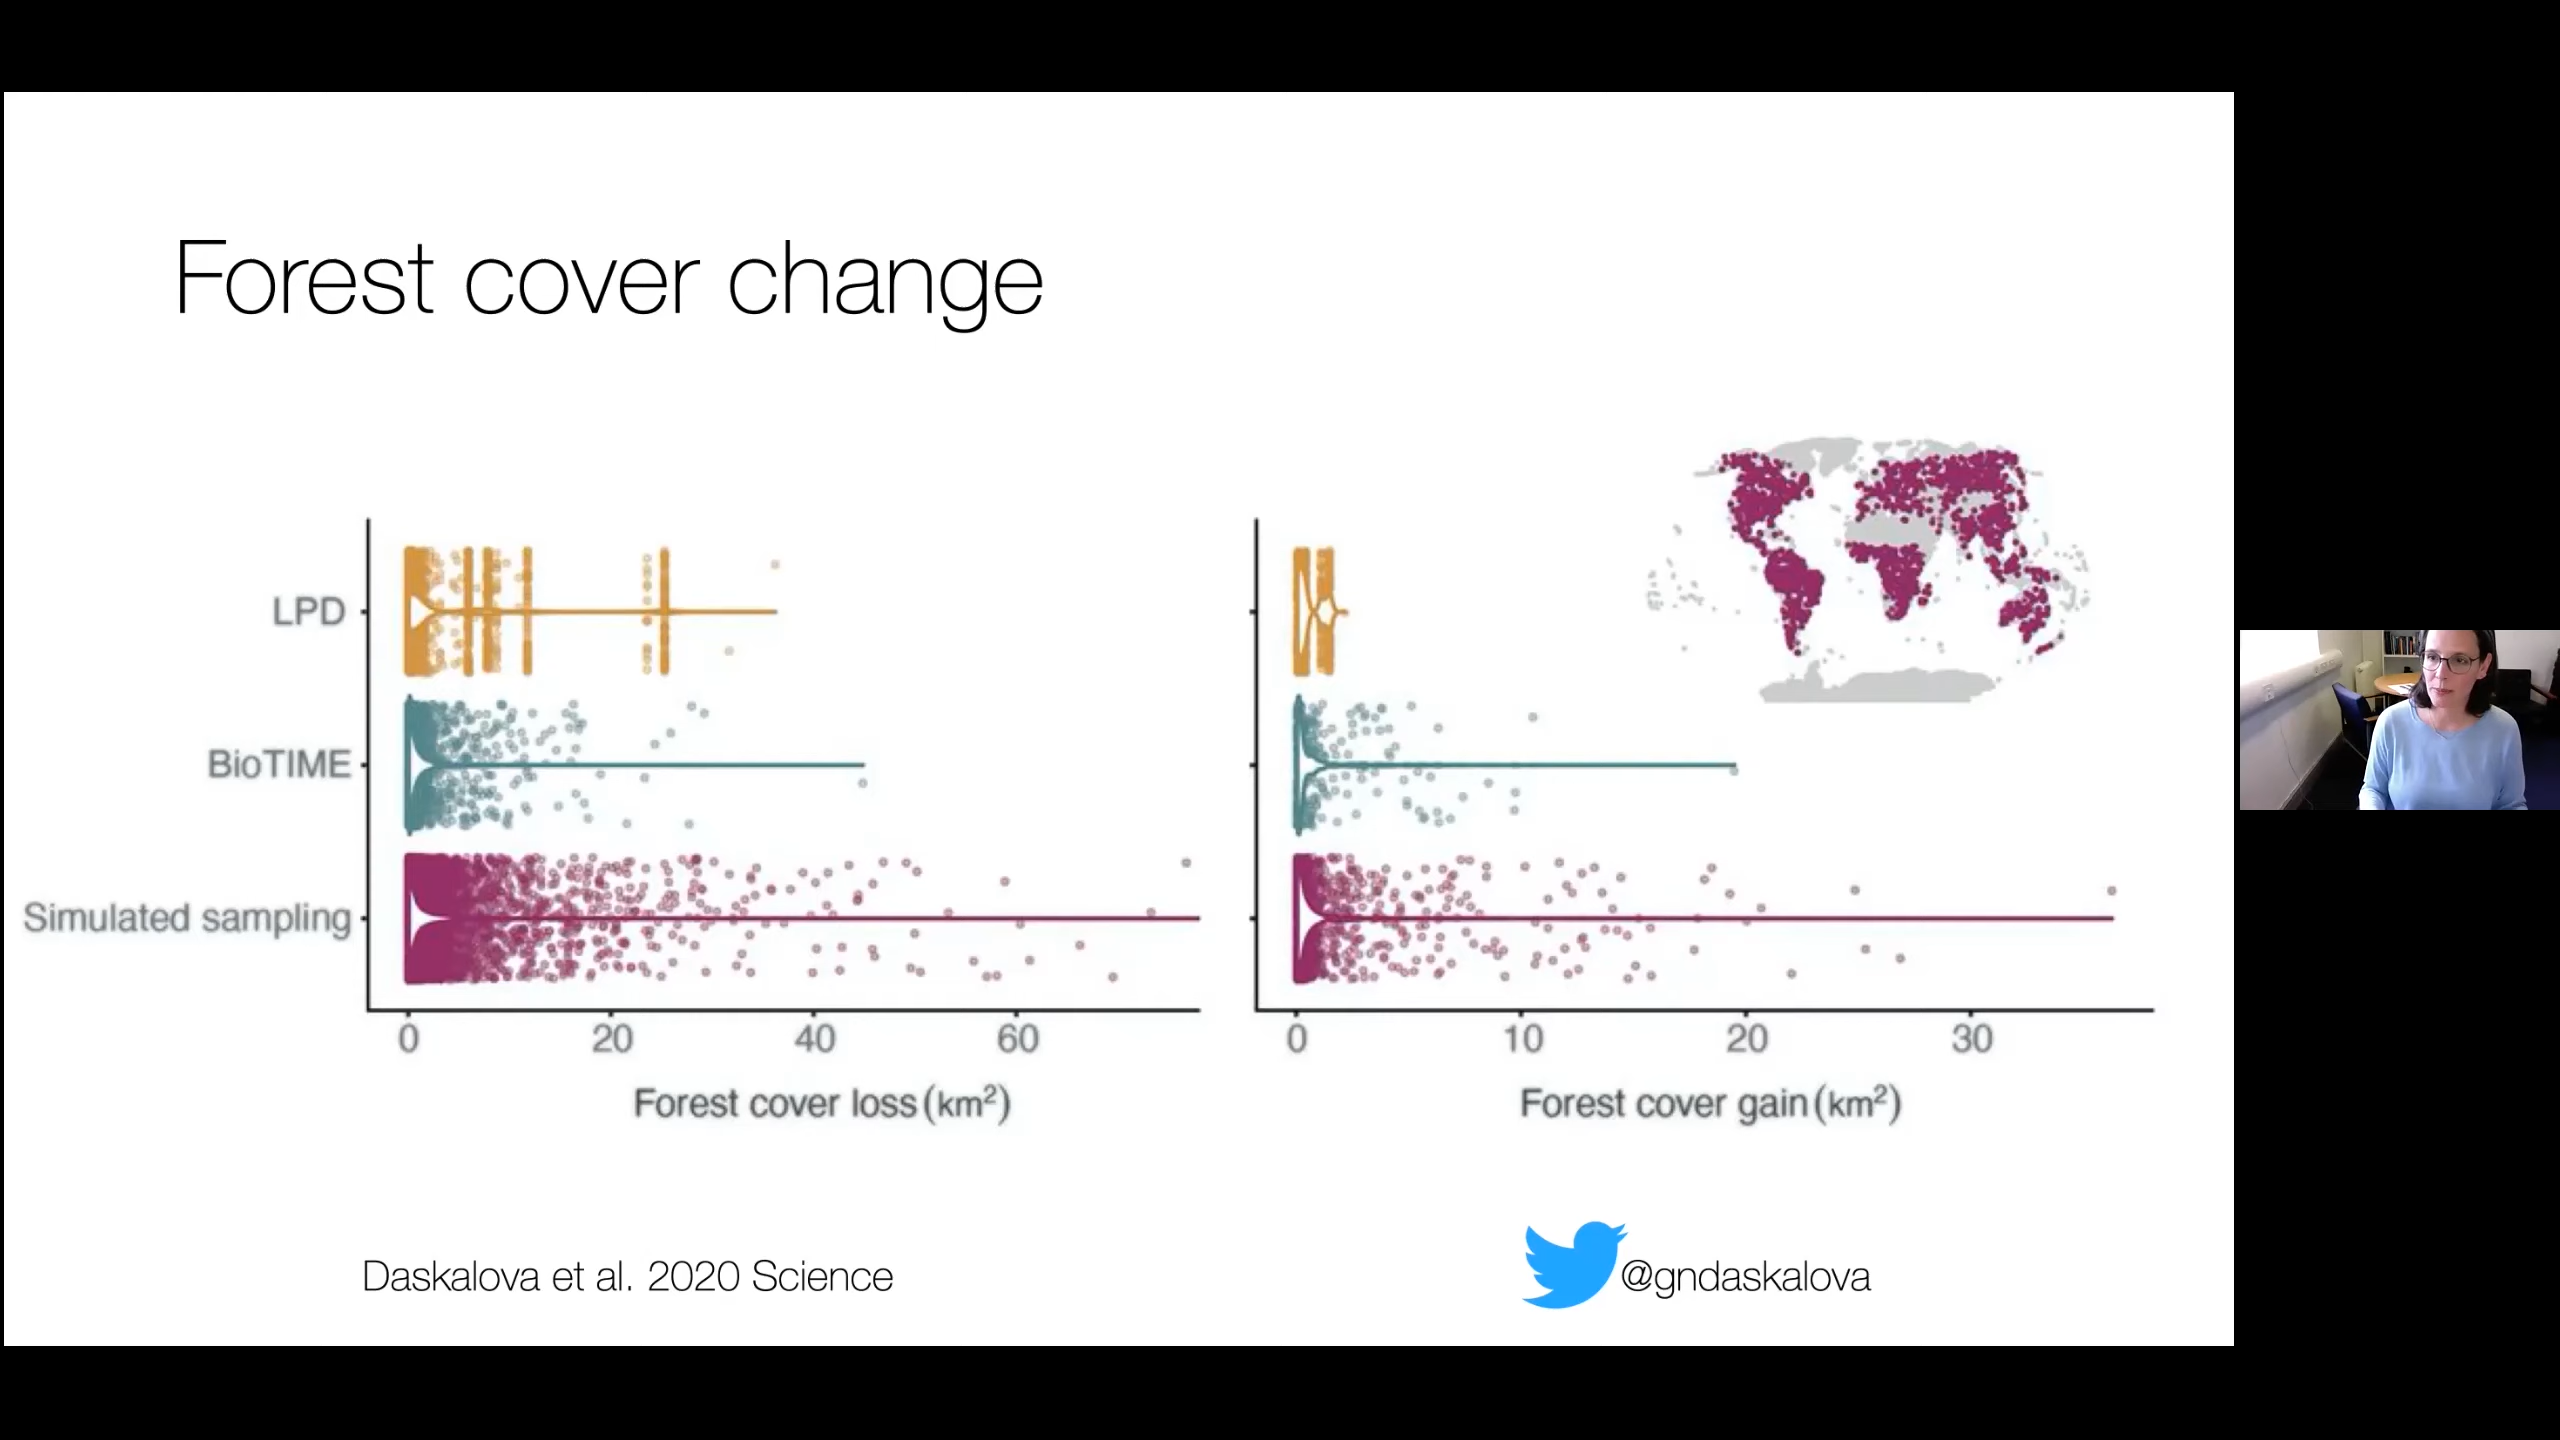 Forest cover change
LPD
BioTIME
Simulated sampling
0 20 40 60
Forest cover loss (km²)
0 10 20 30
Forest cover gain (km²)
Daskalova et al. 2020 Science
@gndaskalova